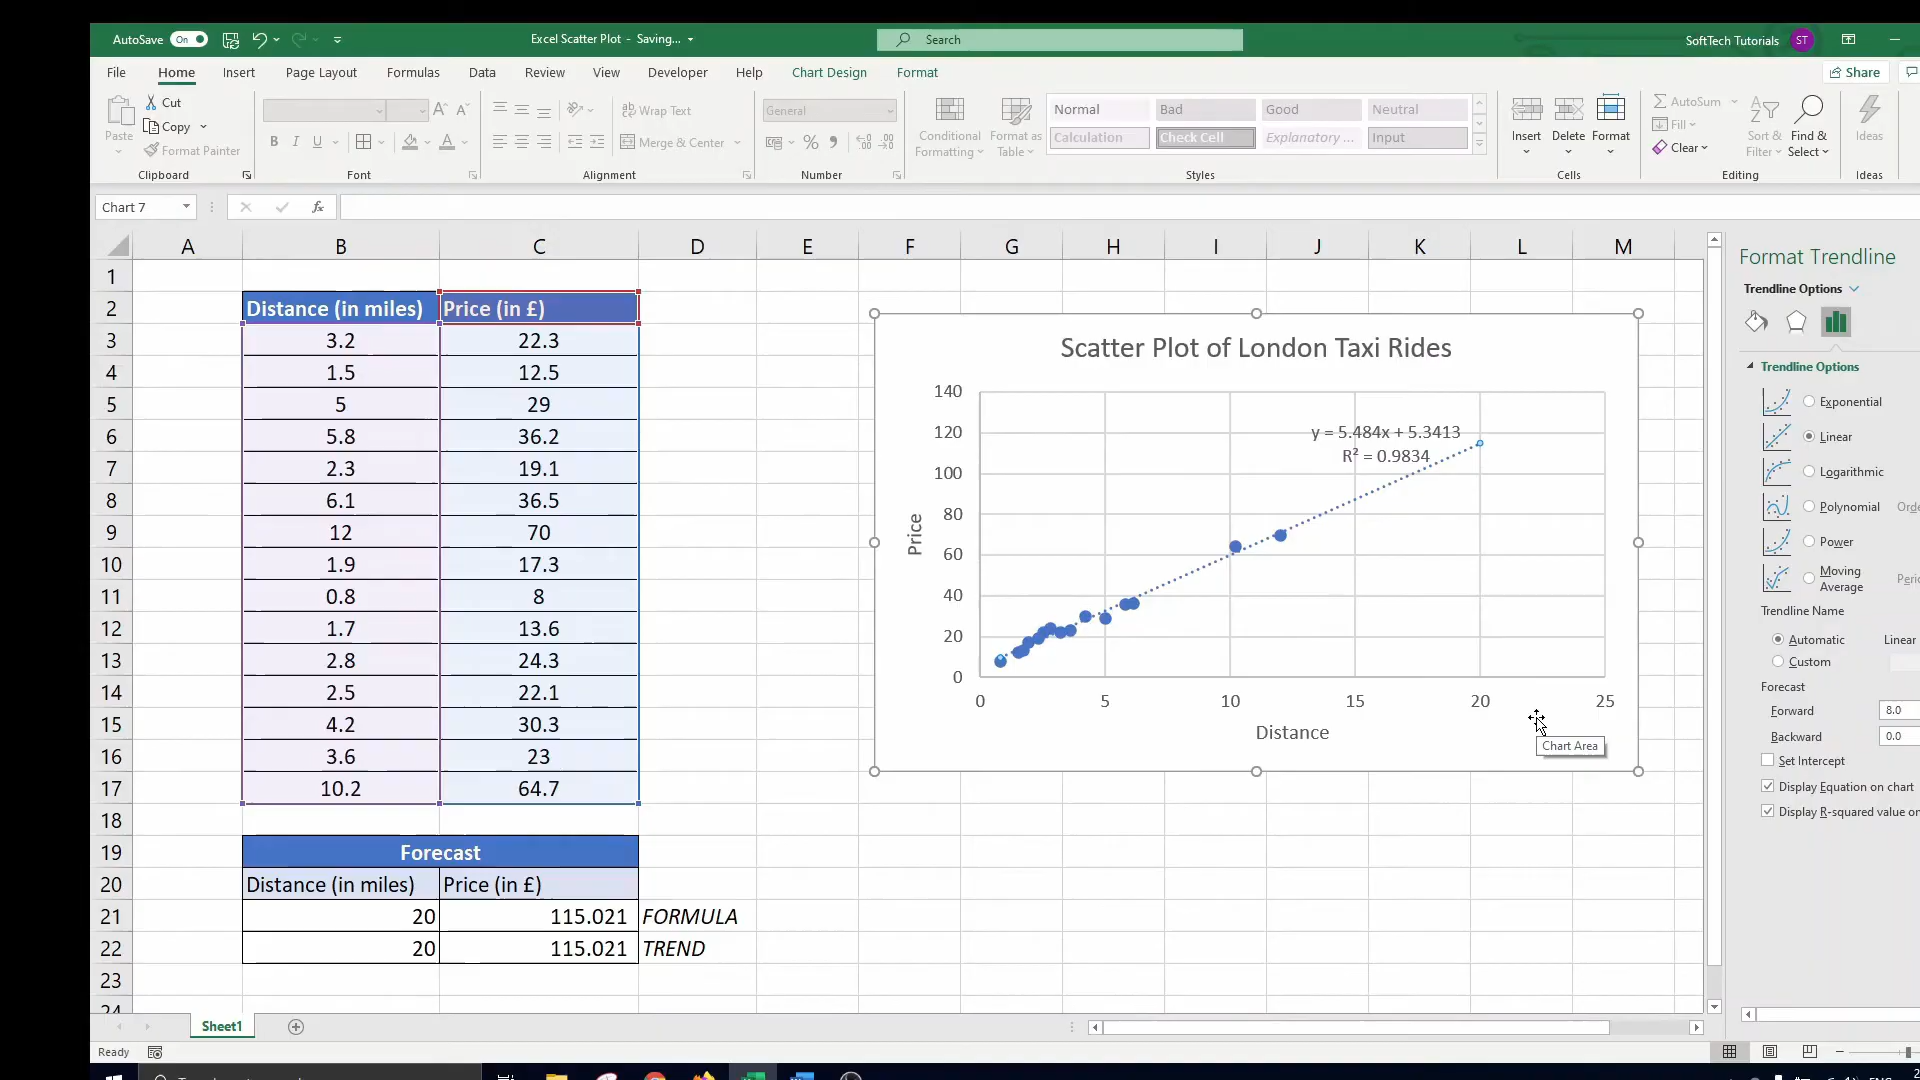 AutoSave On
Excel Scatter Plot - Saving...
Search
SoftTech Tutorials ST
File Home Insert Page Layout Formulas Data Review View Developer Help Chart Design Format Share
Paste
Cut
Copy
Format Painter
Clipboard
B I U
Font
Wrap Text
Merge & Center
Alignment
General
Number
Conditional Formatting
Format as Table
Normal Bad Good Neutral
Calculation Check Cell Explanatory ... Input
Styles
Insert Delete Format
Cells
AutoSum
Fill
Clear
Sort & Filter
Find & Select
Editing
Ideas
Ideas
Chart 7
fx
A B C D E F G H I J K L M
1
2 Distance (in miles) Price (in £)
3 3.2 22.3
4 1.5 12.5
5 5 29
6 5.8 36.2
7 2.3 19.1
8 6.1 36.5
9 12 70
10 1.9 17.3
11 0.8 8
12 1.7 13.6
13 2.8 24.3
14 2.5 22.1
15 4.2 30.3
16 3.6 23
17 10.2 64.7
18
19 Forecast
20 Distance (in miles) Price (in £)
21 20 115.021 FORMULA
22 20 115.021 TREND
23
24
Scatter Plot of London Taxi Rides
140
120
100
80
60
40
20
0
Price
y = 5.484x + 5.3413
R² = 0.9834
0 5 10 15 20 25
Distance
Chart Area
Format Trendline
Trendline Options
Trendline Options
Exponential
Linear
Logarithmic
Polynomial
Power
Moving
Average
Trendline Name
Automatic Linear
Custom
Forecast
Forward 8.0
Backward 0.0
Set Intercept
Display Equation on chart
Display R-squared value
Sheet1
Ready